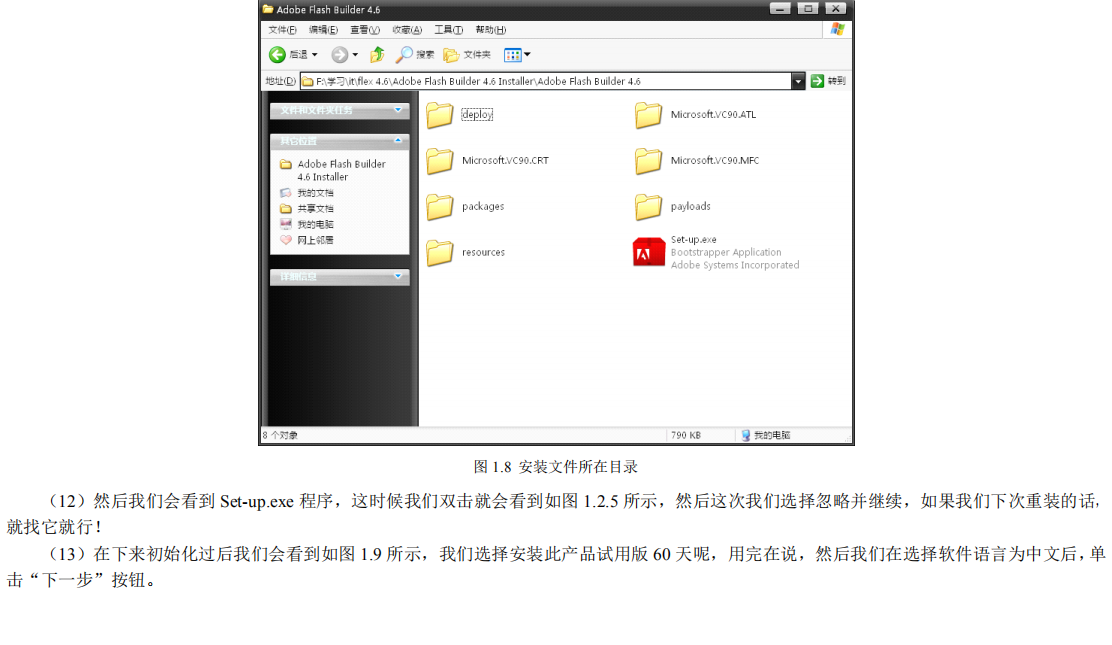 Adobe Flash Builder 4.6
文件(F) 编辑(E) 查看(V) 收藏(A) 工具(T) 帮助(H)
后退 搜索 文件夹
地址(D) F:\学习\it\flex 4.6\Adobe Flash Builder 4.6 Installer\Adobe Flash Builder 4.6 转到
文件和文件夹任务
其它位置
Adobe Flash Builder
4.6 Installer
我的文档
共享文档
我的电脑
网上邻居
详细信息
deploy
Microsoft.VC90.ATL
Microsoft.VC90.CRT
Microsoft.VC90.MFC
packages
payloads
resources
Set-up.exe
Bootstrapper Application
Adobe Systems Incorporated
8 个对象 790 KB 我的电脑
图 1.8 安装文件所在目录
（12）然后我们会看到 Set-up.exe 程序，这时候我们双击就会看到如图 1.2.5 所示，然后这次我们选择忽略并继续，如果我们下次重装的话，
就找它就行！
（13）在下来初始化过后我们会看到如图 1.9 所示，我们选择安装此产品试用版 60 天呢，用完在说，然后我们在选择软件语言为中文后，单
击“下一步”按钮。